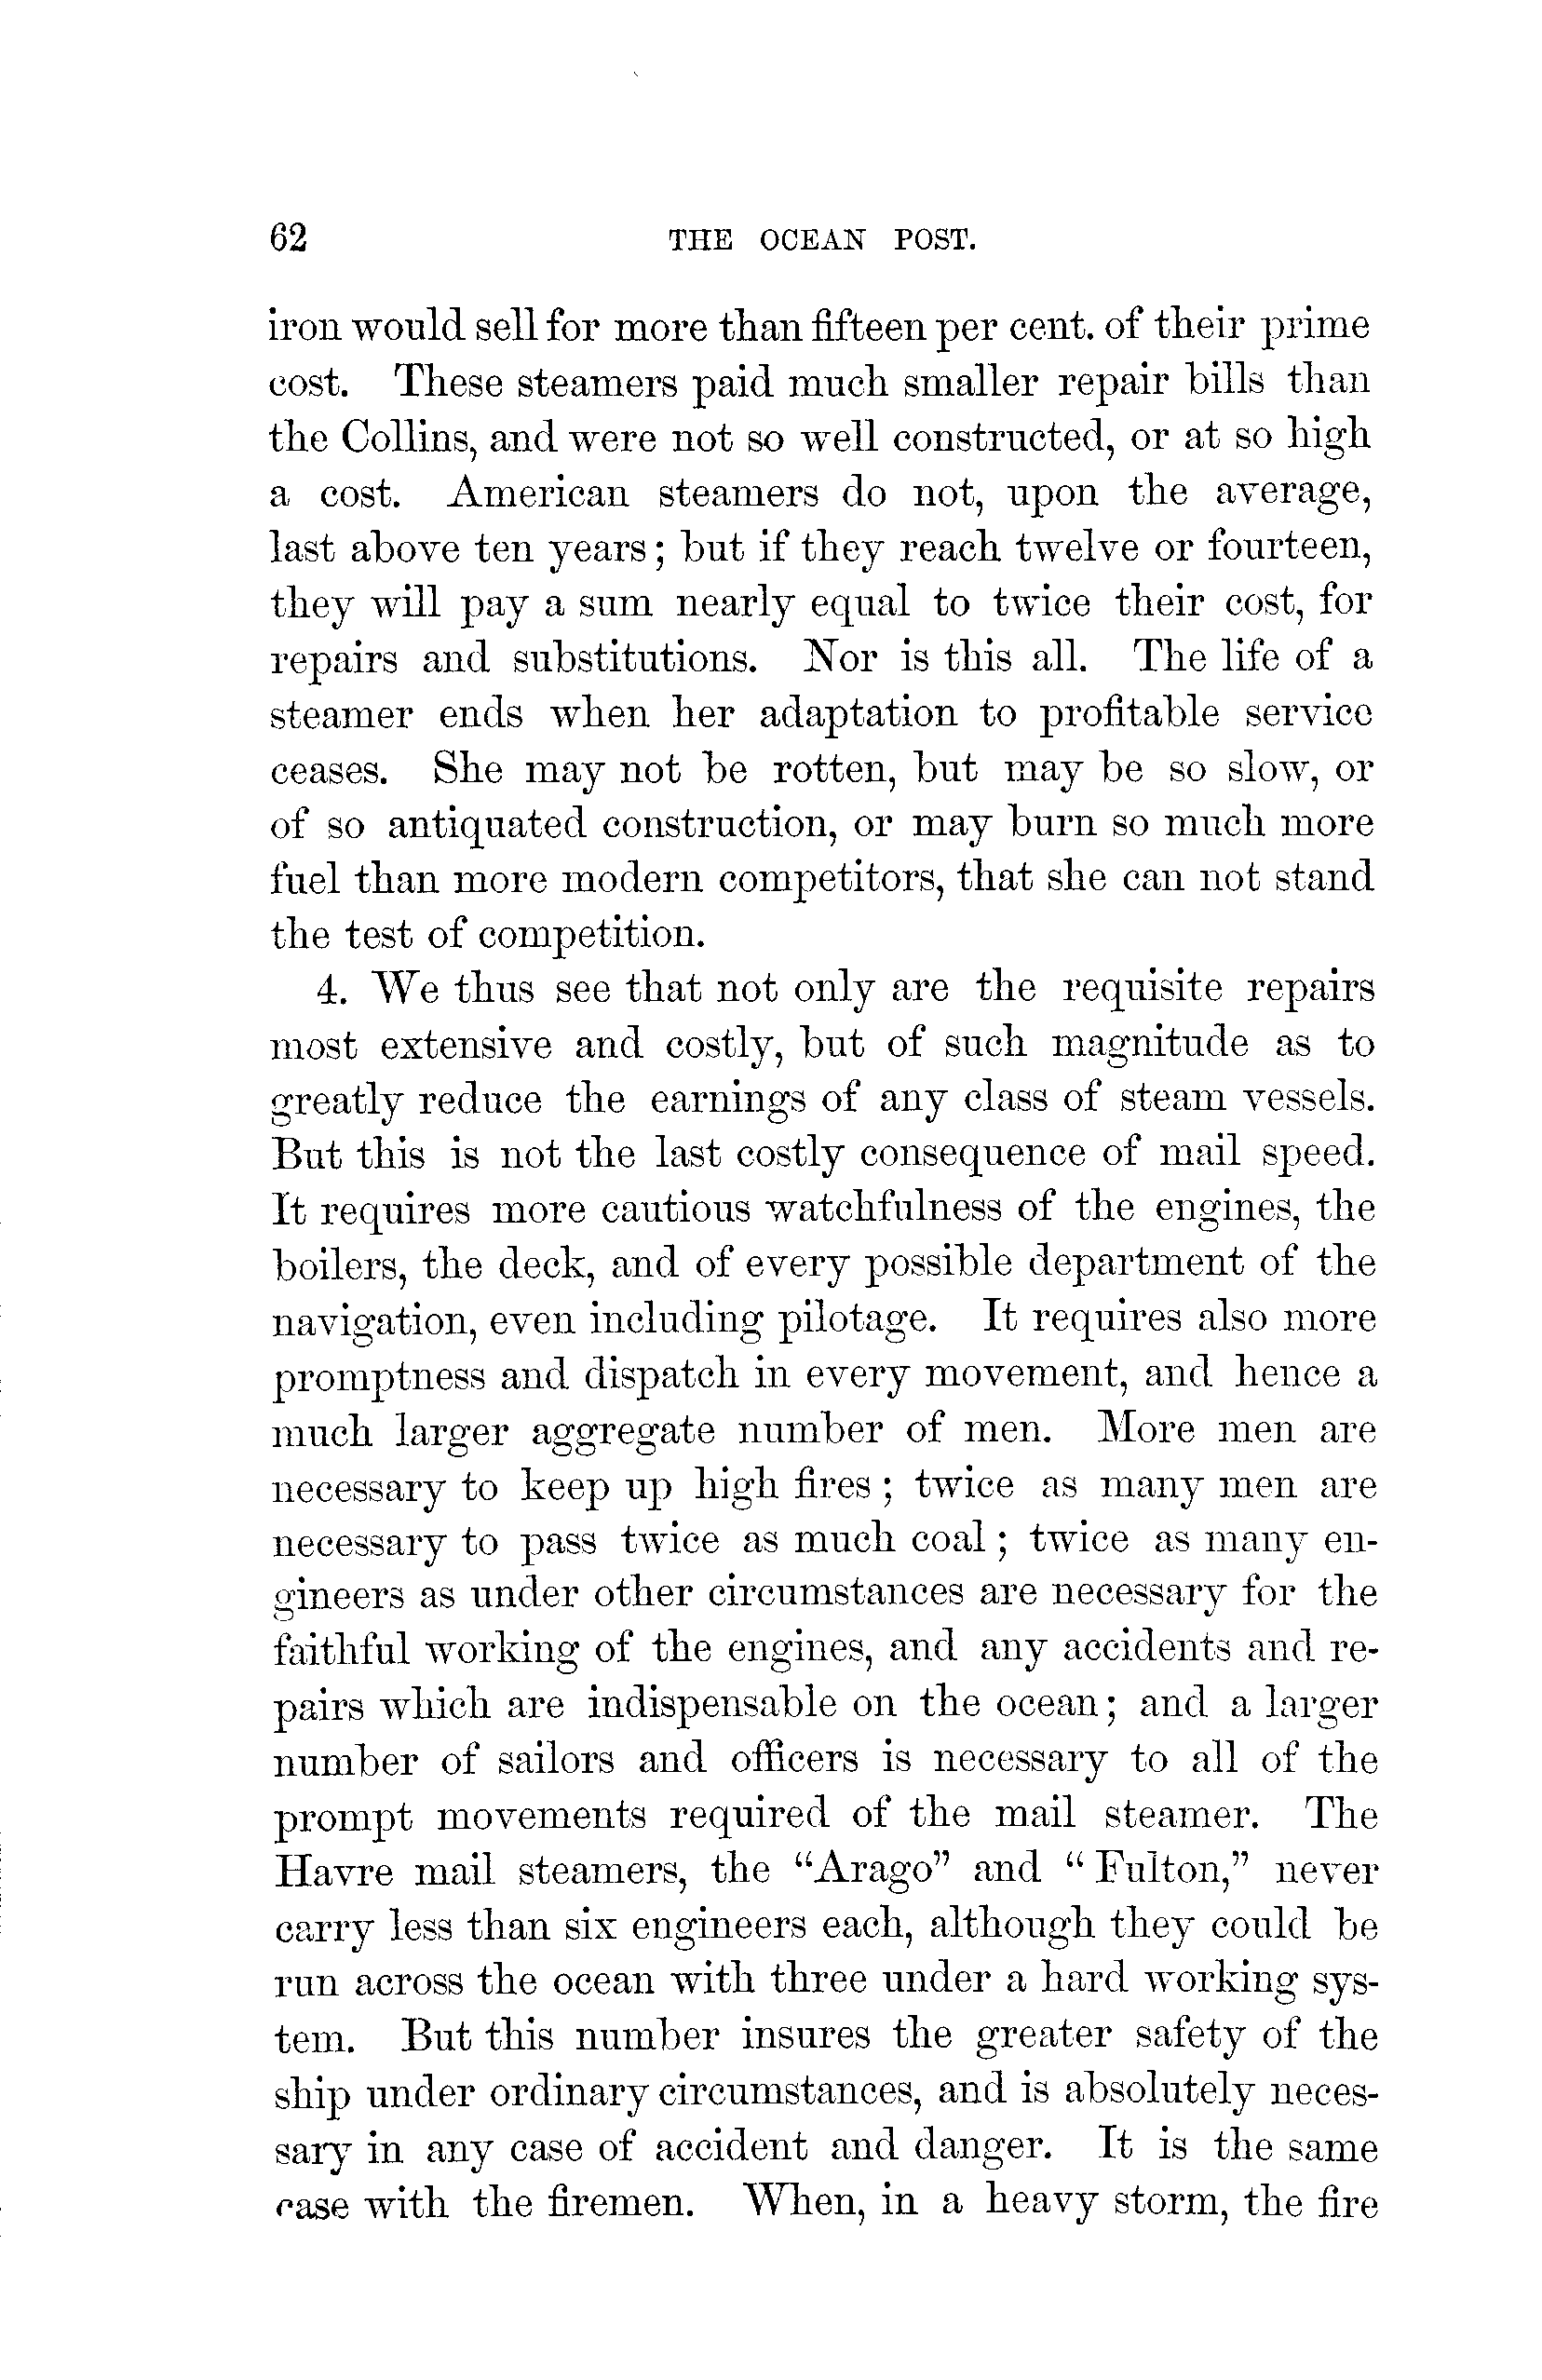 62 THE OCEAN POST.
iron would sell for more than fifteen per cent. of their prime
cost. These steamers paid much smaller repair bills than
the Collins, and were not so well constructed, or at so high
a cost. American steamers do not, upon the average,
last above ten years; but if they reach twelve or fourteen,
they will pay a sum nearly equal to twice their cost, for
repairs and substitutions. Nor is this all. The life of a
steamer ends when her adaptation to profitable service
ceases. She may not be rotten, but may be so slow, or
of so antiquated construction, or may burn so much more
fuel than more modern competitors, that she can not stand
the test of competition.
4. We thus see that not only are the requisite repairs
most extensive and costly, but of such magnitude as to
greatly reduce the earnings of any class of steam vessels.
But this is not the last costly consequence of mail speed.
It requires more cautious watchfulness of the engines, the
boilers, the deck, and of every possible department of the
navigation, even including pilotage. It requires also more
promptness and dispatch in every movement, and hence a
much larger aggregate number of men. More men are
necessary to keep up high fires; twice as many men are
necessary to pass twice as much coal; twice as many en-
gineers as under other circumstances are necessary for the
faithful working of the engines, and any accidents and re-
pairs which are indispensable on the ocean; and a larger
number of sailors and officers is necessary to all of the
prompt movements required of the mail steamer. The
Havre mail steamers, the "Arago" and "Fulton," never
carry less than six engineers each, although they could be
run across the ocean with three under a hard working sys-
tem. But this number insures the greater safety of the
ship under ordinary circumstances, and is absolutely neces-
sary in any case of accident and danger. It is the same
case with the firemen. When, in a heavy storm, the fire